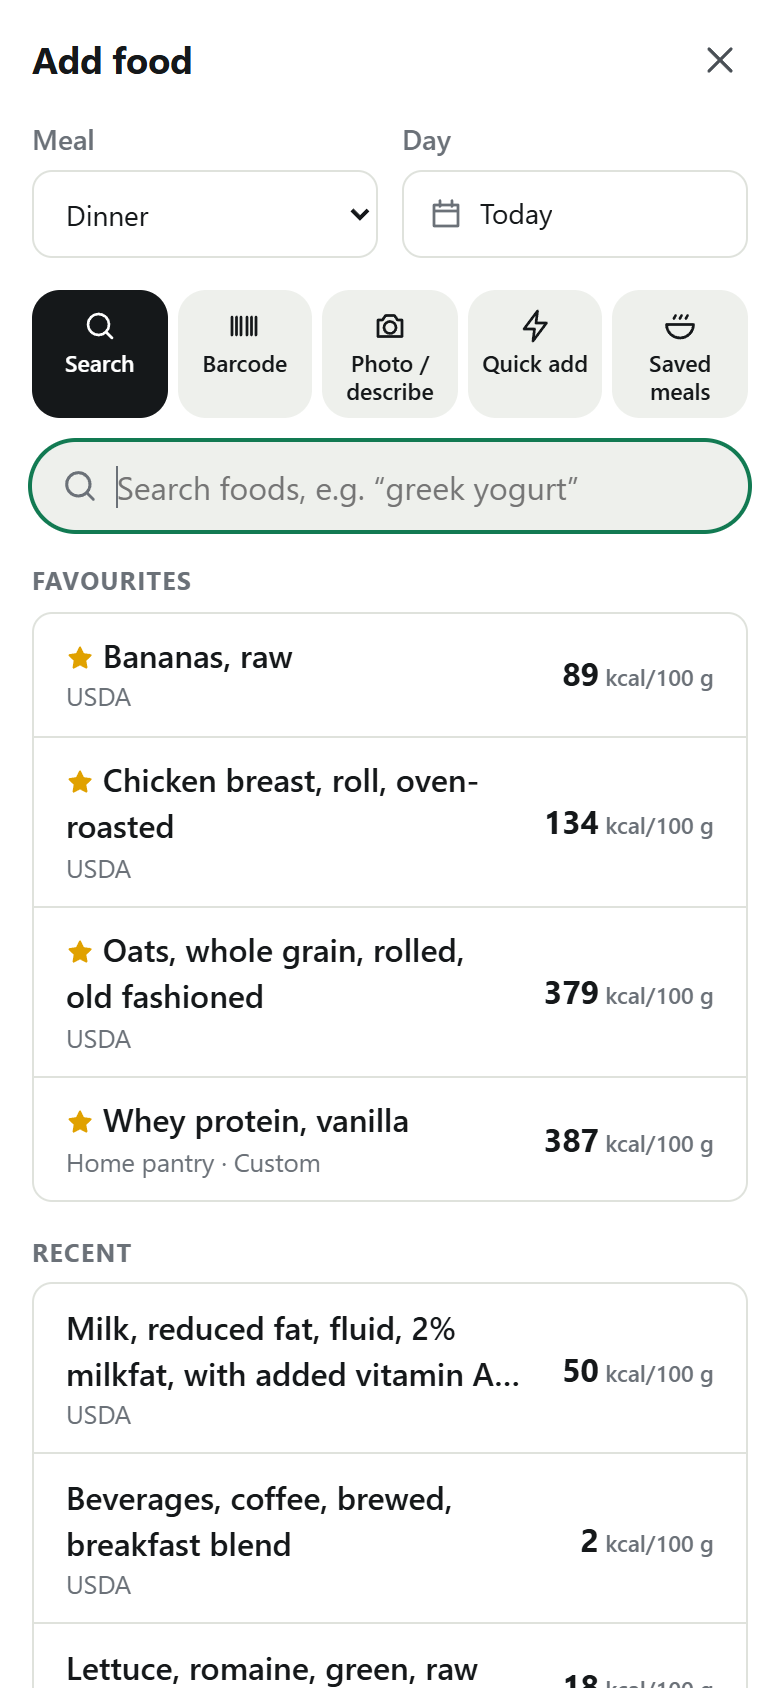 Add food
Meal
Day
Dinner
Today
Search
Barcode
Photo /
describe
Quick add
Saved
meals
Search foods, e.g. “greek yogurt”
FAVOURITES
Bananas, raw
USDA
89 kcal/100 g
Chicken breast, roll, oven-
roasted
USDA
134 kcal/100 g
Oats, whole grain, rolled,
old fashioned
USDA
379 kcal/100 g
Whey protein, vanilla
Home pantry · Custom
387 kcal/100 g
RECENT
Milk, reduced fat, fluid, 2%
milkfat, with added vitamin A...
USDA
50 kcal/100 g
Beverages, coffee, brewed,
breakfast blend
USDA
2 kcal/100 g
Lettuce, romaine, green, raw
18 kcal/100 g